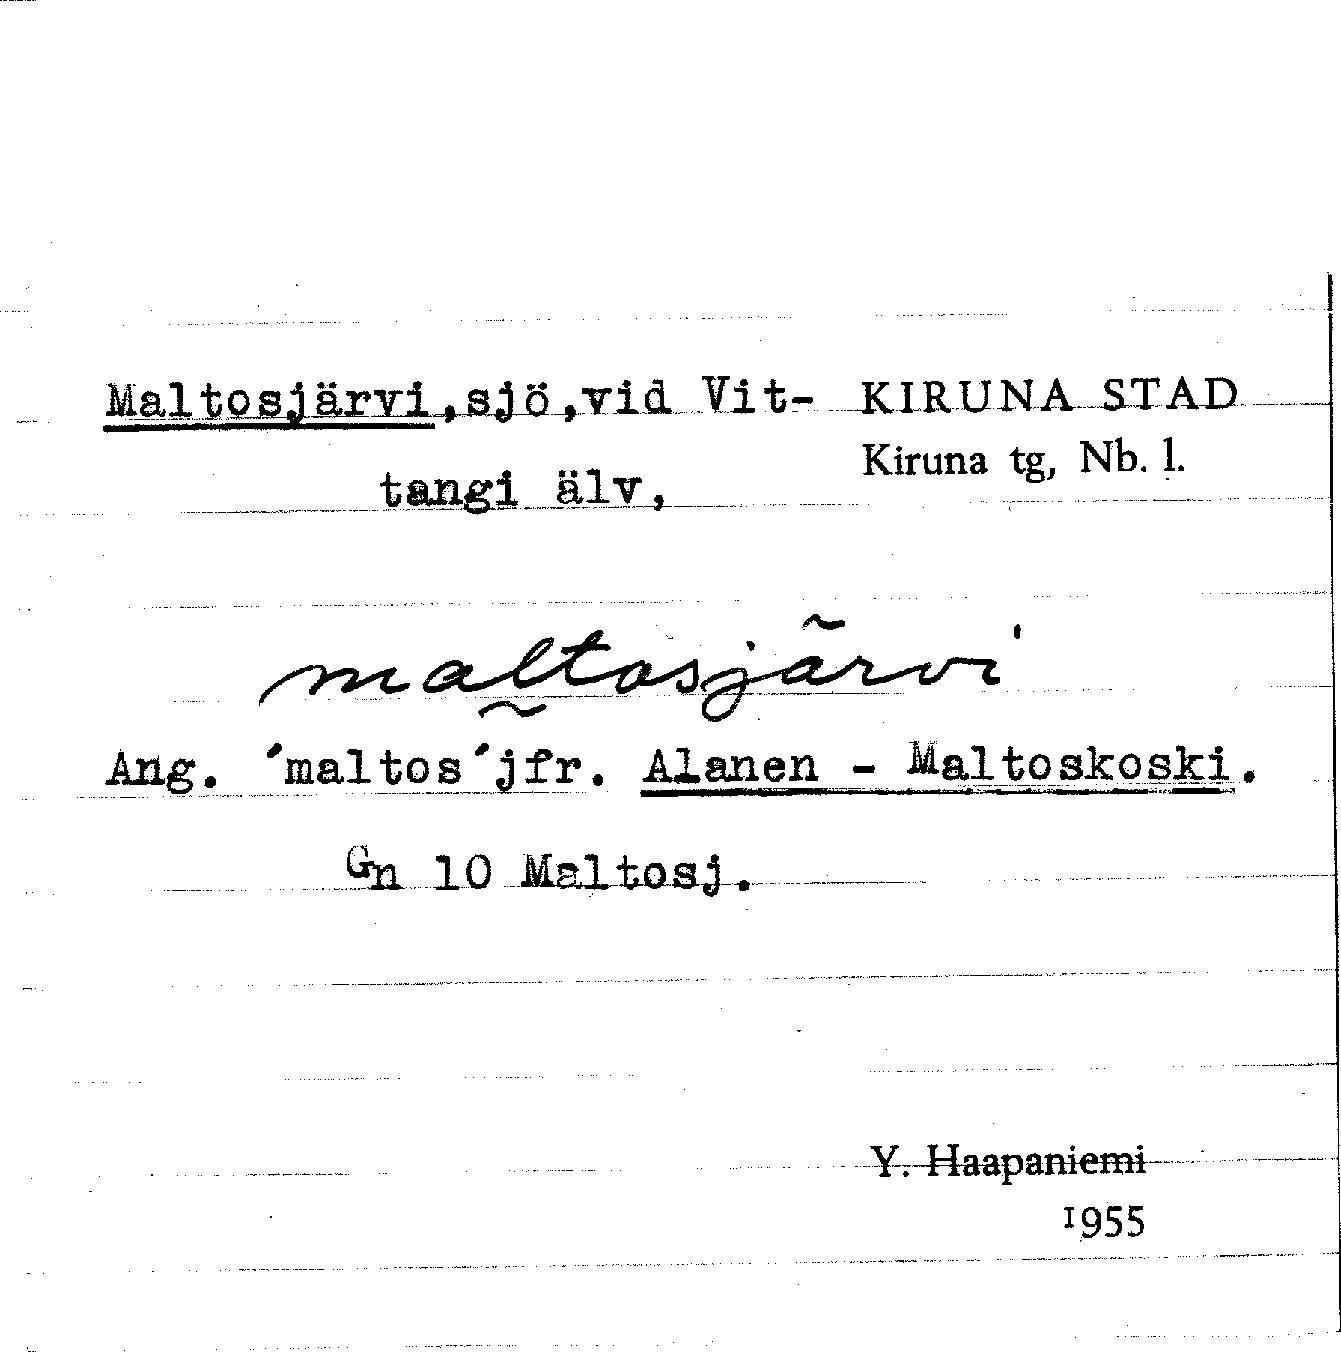 Maltosjärvi,sjö,vid Vit- KIRUNA STAD
Kiruna tg, Nb. l.
tangi älv,
maltosjärvi
Ang. ´maltos´jfr. Alanen - Maltoskoski.
Gn 10 Maltosj.
Y. Haapaniemi
1955